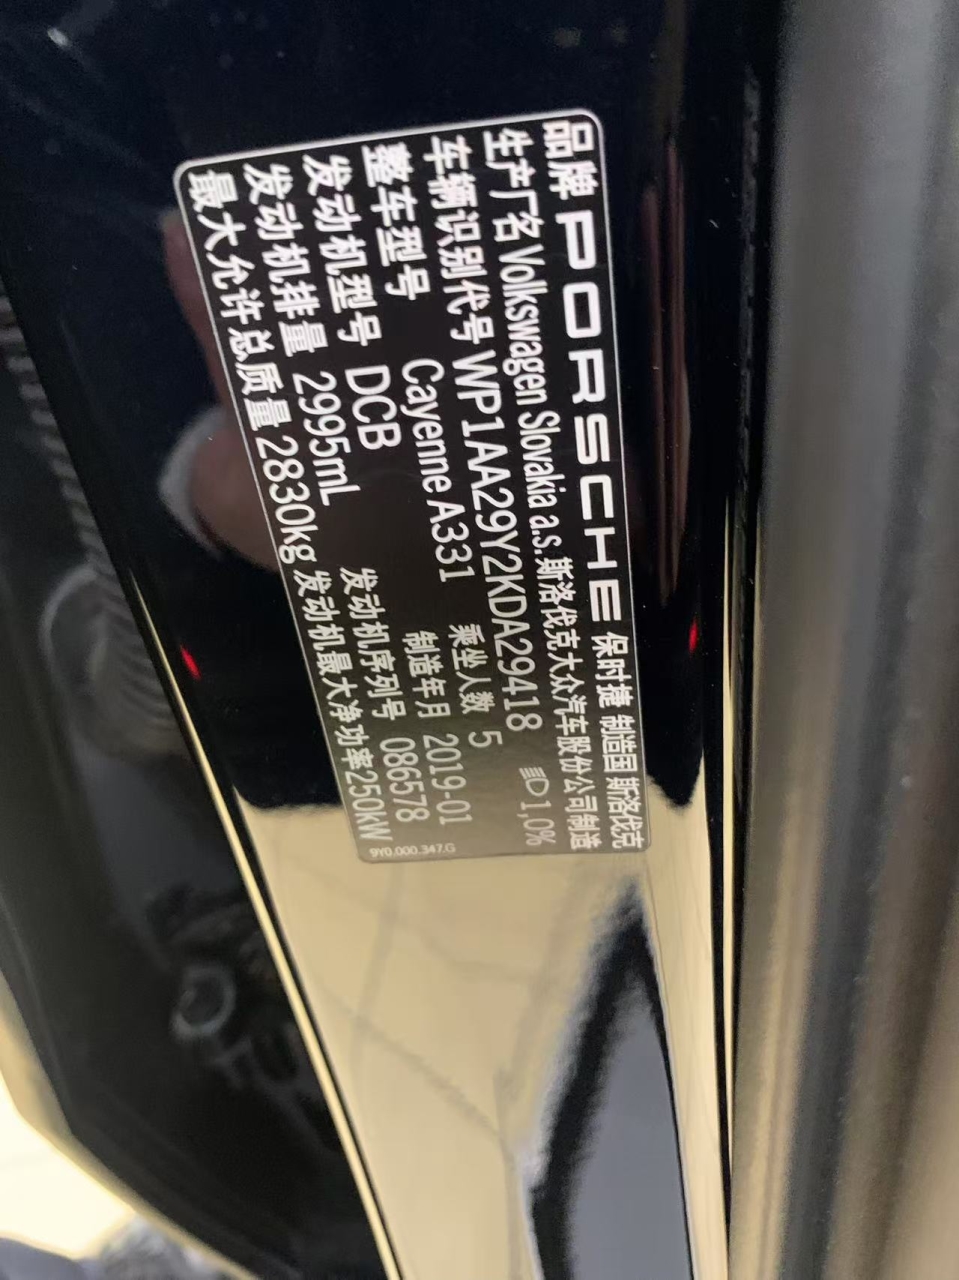 品牌 PORSCHE 保时捷 制造国 斯洛伐克
生产厂名 Volkswagen Slovakia a.s. 斯洛伐克大众汽车股份公司制造
车辆识别代号 WP1AA29Y2KDA29418 1,0%
整车型号 Cayenne A331 乘坐人数 5
发动机型号 DCB 制造年月 2019-01
发动机排量 2995mL 发动机序列号 086578
最大允许总质量 2830kg 发动机最大净功率250kW
9Y0.000.347.G